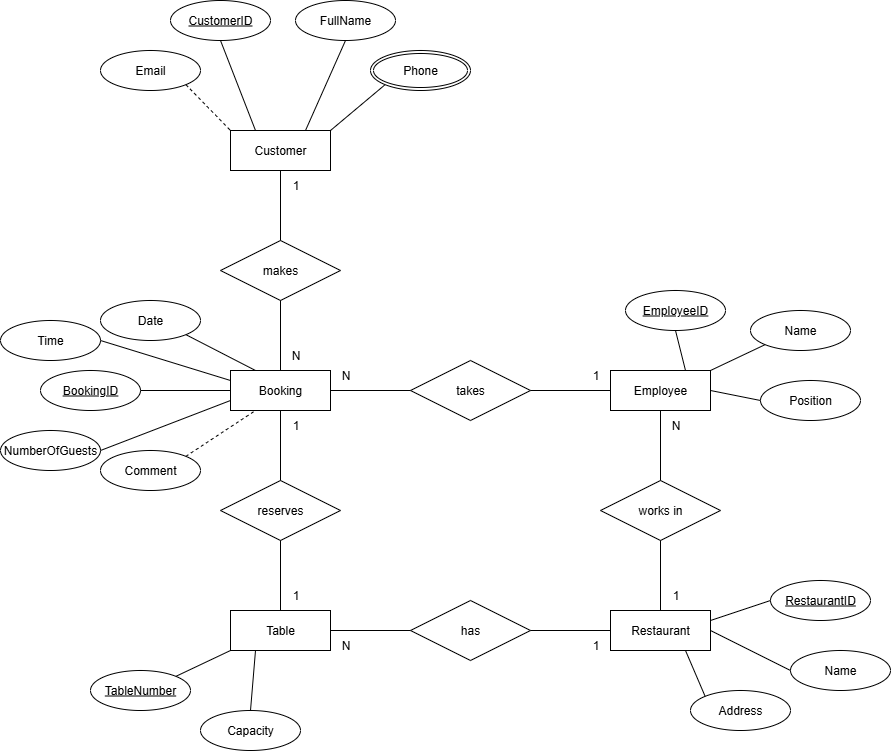 CustomerID
FullName
Email
Phone
Customer
1
makes
N
Date
Time
BookingID
NumberOfGuests
Comment
Booking
N
takes
1
EmployeeID
Name
Position
Employee
1
N
reserves
works in
1
1
Table
N
has
1
Restaurant
RestaurantID
Name
Address
TableNumber
Capacity